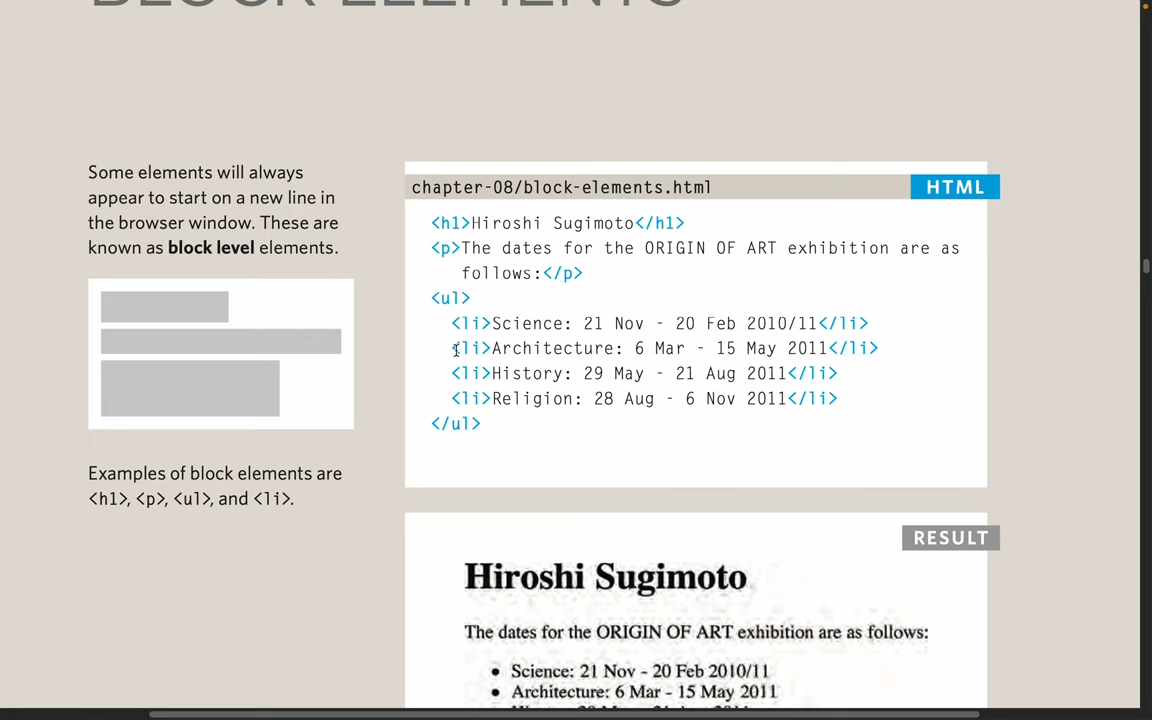 BLOCK ELEMENTS
Some elements will always
appear to start on a new line in
the browser window. These are
known as block level elements.
Examples of block elements are
<h1>, <p>, <ul>, and <li>.
chapter-08/block-elements.html
HTML
<h1>Hiroshi Sugimoto</h1>
<p>The dates for the ORIGIN OF ART exhibition are as
follows:</p>
<ul>
<li>Science: 21 Nov - 20 Feb 2010/11</li>
<li>Architecture: 6 Mar - 15 May 2011</li>
<li>History: 29 May - 21 Aug 2011</li>
<li>Religion: 28 Aug - 6 Nov 2011</li>
</ul>
RESULT
Hiroshi Sugimoto
The dates for the ORIGIN OF ART exhibition are as follows:
• Science: 21 Nov - 20 Feb 2010/11
• Architecture: 6 Mar - 15 May 2011